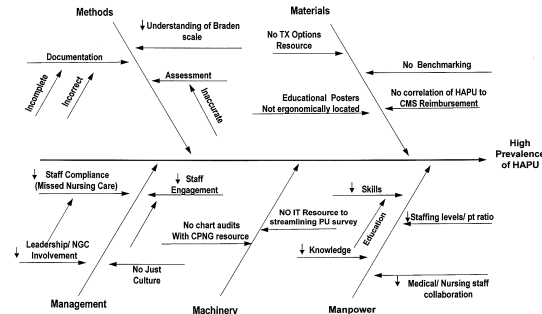 Methods
Materials
↓ Understanding of Braden
scale
No TX Options
Resource
Documentation
No Benchmarking
Assessment
Incomplete
Incorrect
Inaccurate
Educational Posters
Not ergonomically located
No correlation of HAPU to
CMS Reimbursement
High
Prevalence
of HAPU
↓ Staff Compliance
(Missed Nursing Care)
↓ Staff
Engagement
↓ Skills
NO IT Resource to
streamlining PU survey
↓Staffing levels/ pt ratio
No chart audits
With CPNG resource
Education
↓ Leadership/ NGC
Involvement
↓ Knowledge
No Just
Culture
↓ Medical/ Nursing staff
collaboration
Management
Machinery
Manpower